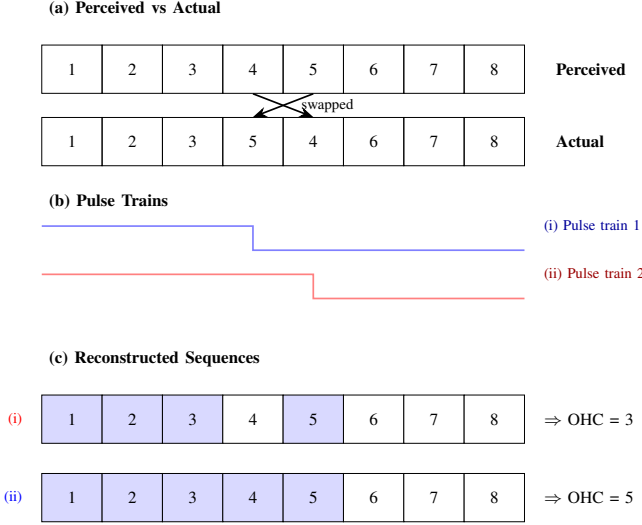 (a) Perceived vs Actual
1 2 3 4 5 6 7 8 Perceived
swapped
1 2 3 5 4 6 7 8 Actual
(b) Pulse Trains
(i) Pulse train 1
(ii) Pulse train 2
(c) Reconstructed Sequences
(i) 1 2 3 4 5 6 7 8 ⇒ OHC = 3
(ii) 1 2 3 4 5 6 7 8 ⇒ OHC = 5